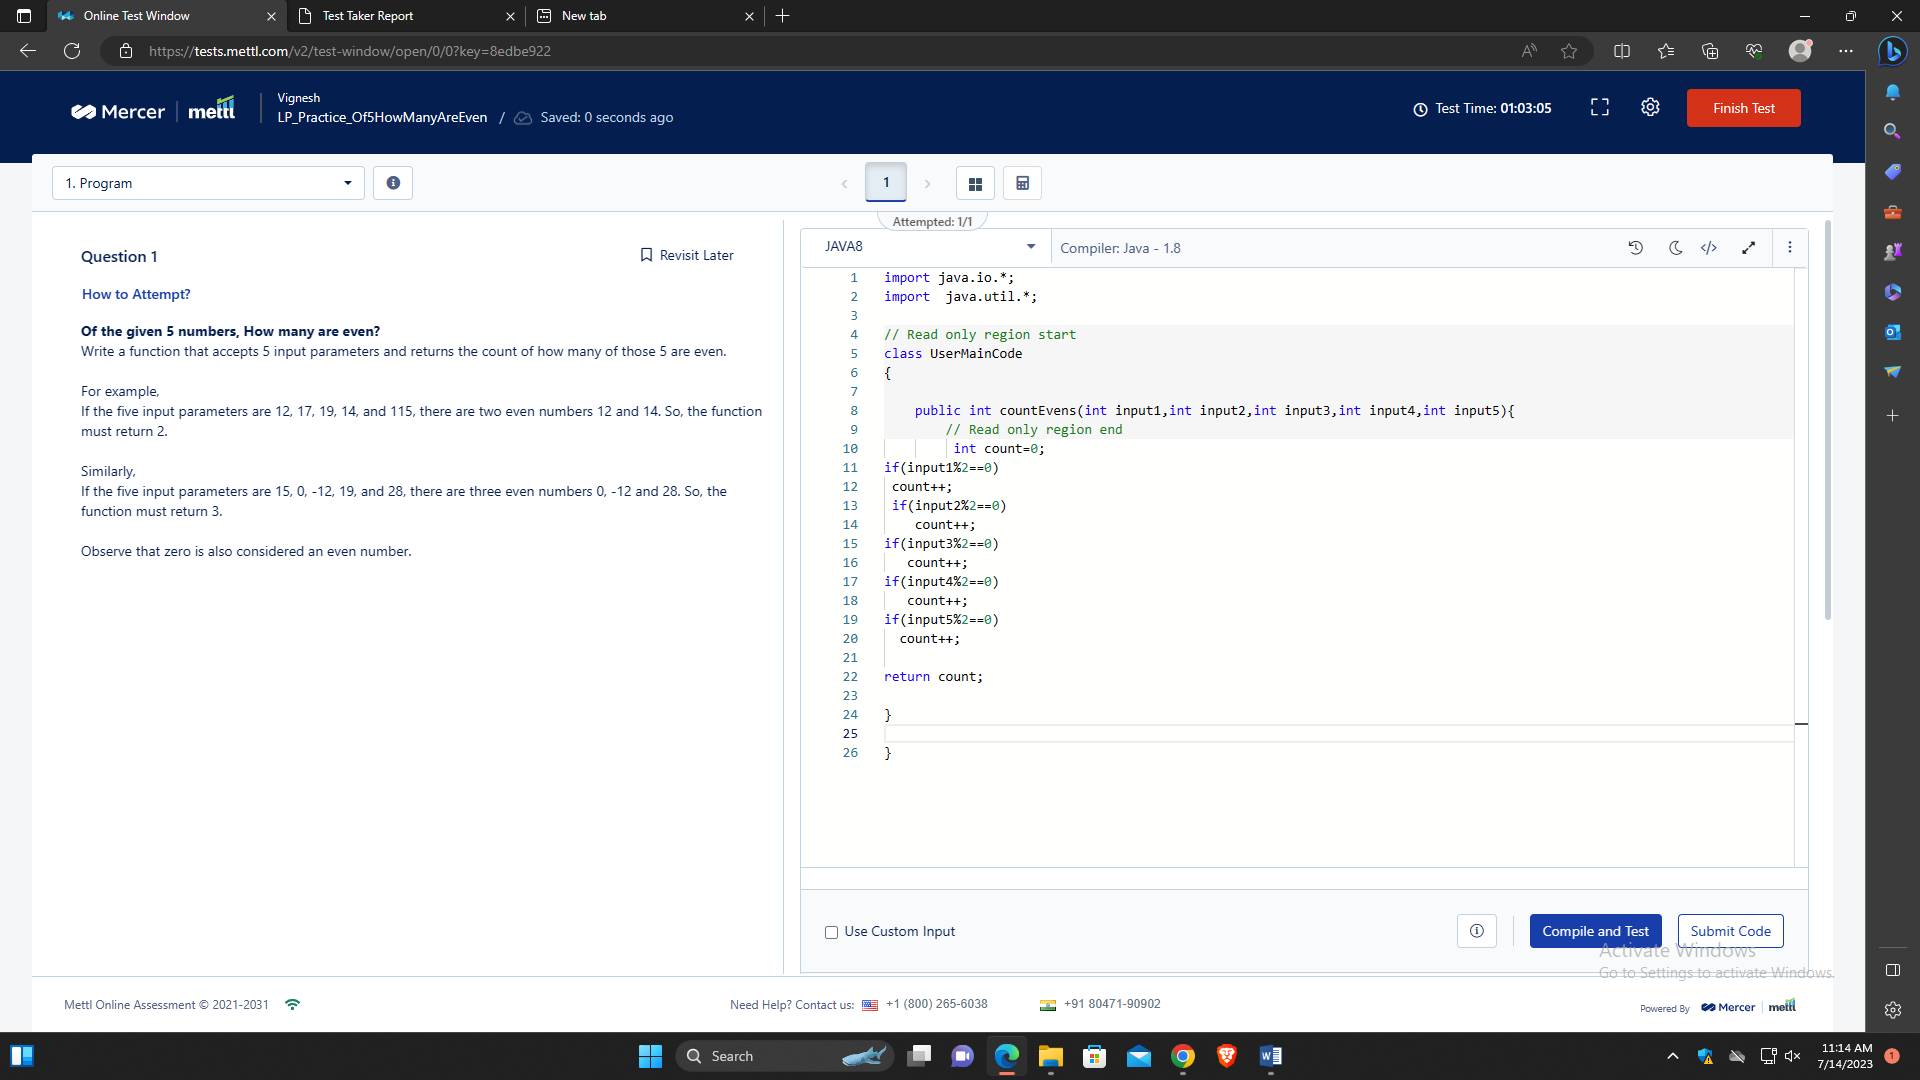 Online Test Window
Test Taker Report
New tab
https://tests.mettl.com/v2/test-window/open/0/0?key=8edbe922
Mercer | mettl
Vignesh
LP_Practice_Of5HowManyAreEven / Saved: 0 seconds ago
Test Time: 01:03:05
Finish Test
1. Program
1
Attempted: 1/1
Question 1
Revisit Later
How to Attempt?
Of the given 5 numbers, How many are even?
Write a function that accepts 5 input parameters and returns the count of how many of those 5 are even.
For example,
If the five input parameters are 12, 17, 19, 14, and 115, there are two even numbers 12 and 14. So, the function
must return 2.
Similarly,
If the five input parameters are 15, 0, -12, 19, and 28, there are three even numbers 0, -12 and 28. So, the
function must return 3.
Observe that zero is also considered an even number.
JAVA8
Compiler: Java - 1.8
1 import java.io.*;
2 import  java.util.*;
3
4 // Read only region start
5 class UserMainCode
6 {
7
8     public int countEvens(int input1,int input2,int input3,int input4,int input5){
9         // Read only region end
10          int count=0;
11 if(input1%2==0)
12  count++;
13  if(input2%2==0)
14     count++;
15 if(input3%2==0)
16    count++;
17 if(input4%2==0)
18    count++;
19 if(input5%2==0)
20   count++;
21
22 return count;
23
24 }
25
26 }
Use Custom Input
Compile and Test
Submit Code
Activate Windows
Go to Settings to activate Windows.
Mettl Online Assessment © 2021-2031
Need Help? Contact us: +1 (800) 265-6038
+91 80471-90902
Powered By Mercer | mettl
Search
11:14 AM
7/14/2023
1